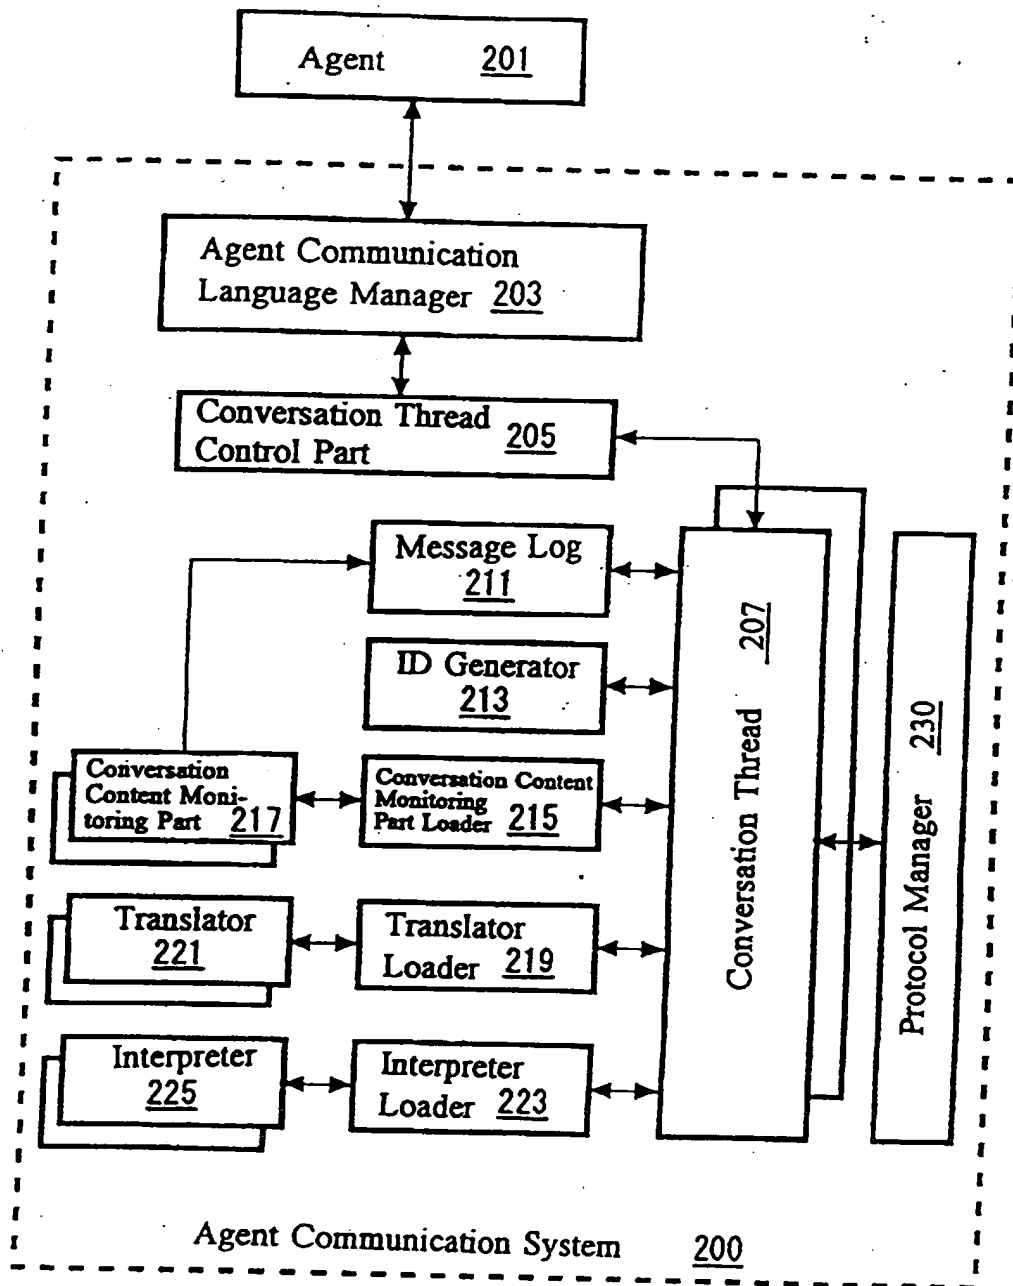 Agent 201
Agent Communication
Language Manager 203
Conversation Thread
Control Part 205
Message Log
211
ID Generator
213
Conversation
Content Moni-
toring Part 217
Conversation Content
Monitoring
Part Loader 215
Translator
221
Translator
Loader 219
Interpreter
225
Interpreter
Loader 223
Conversation Thread 207
Protocol Manager 230
Agent Communication System 200